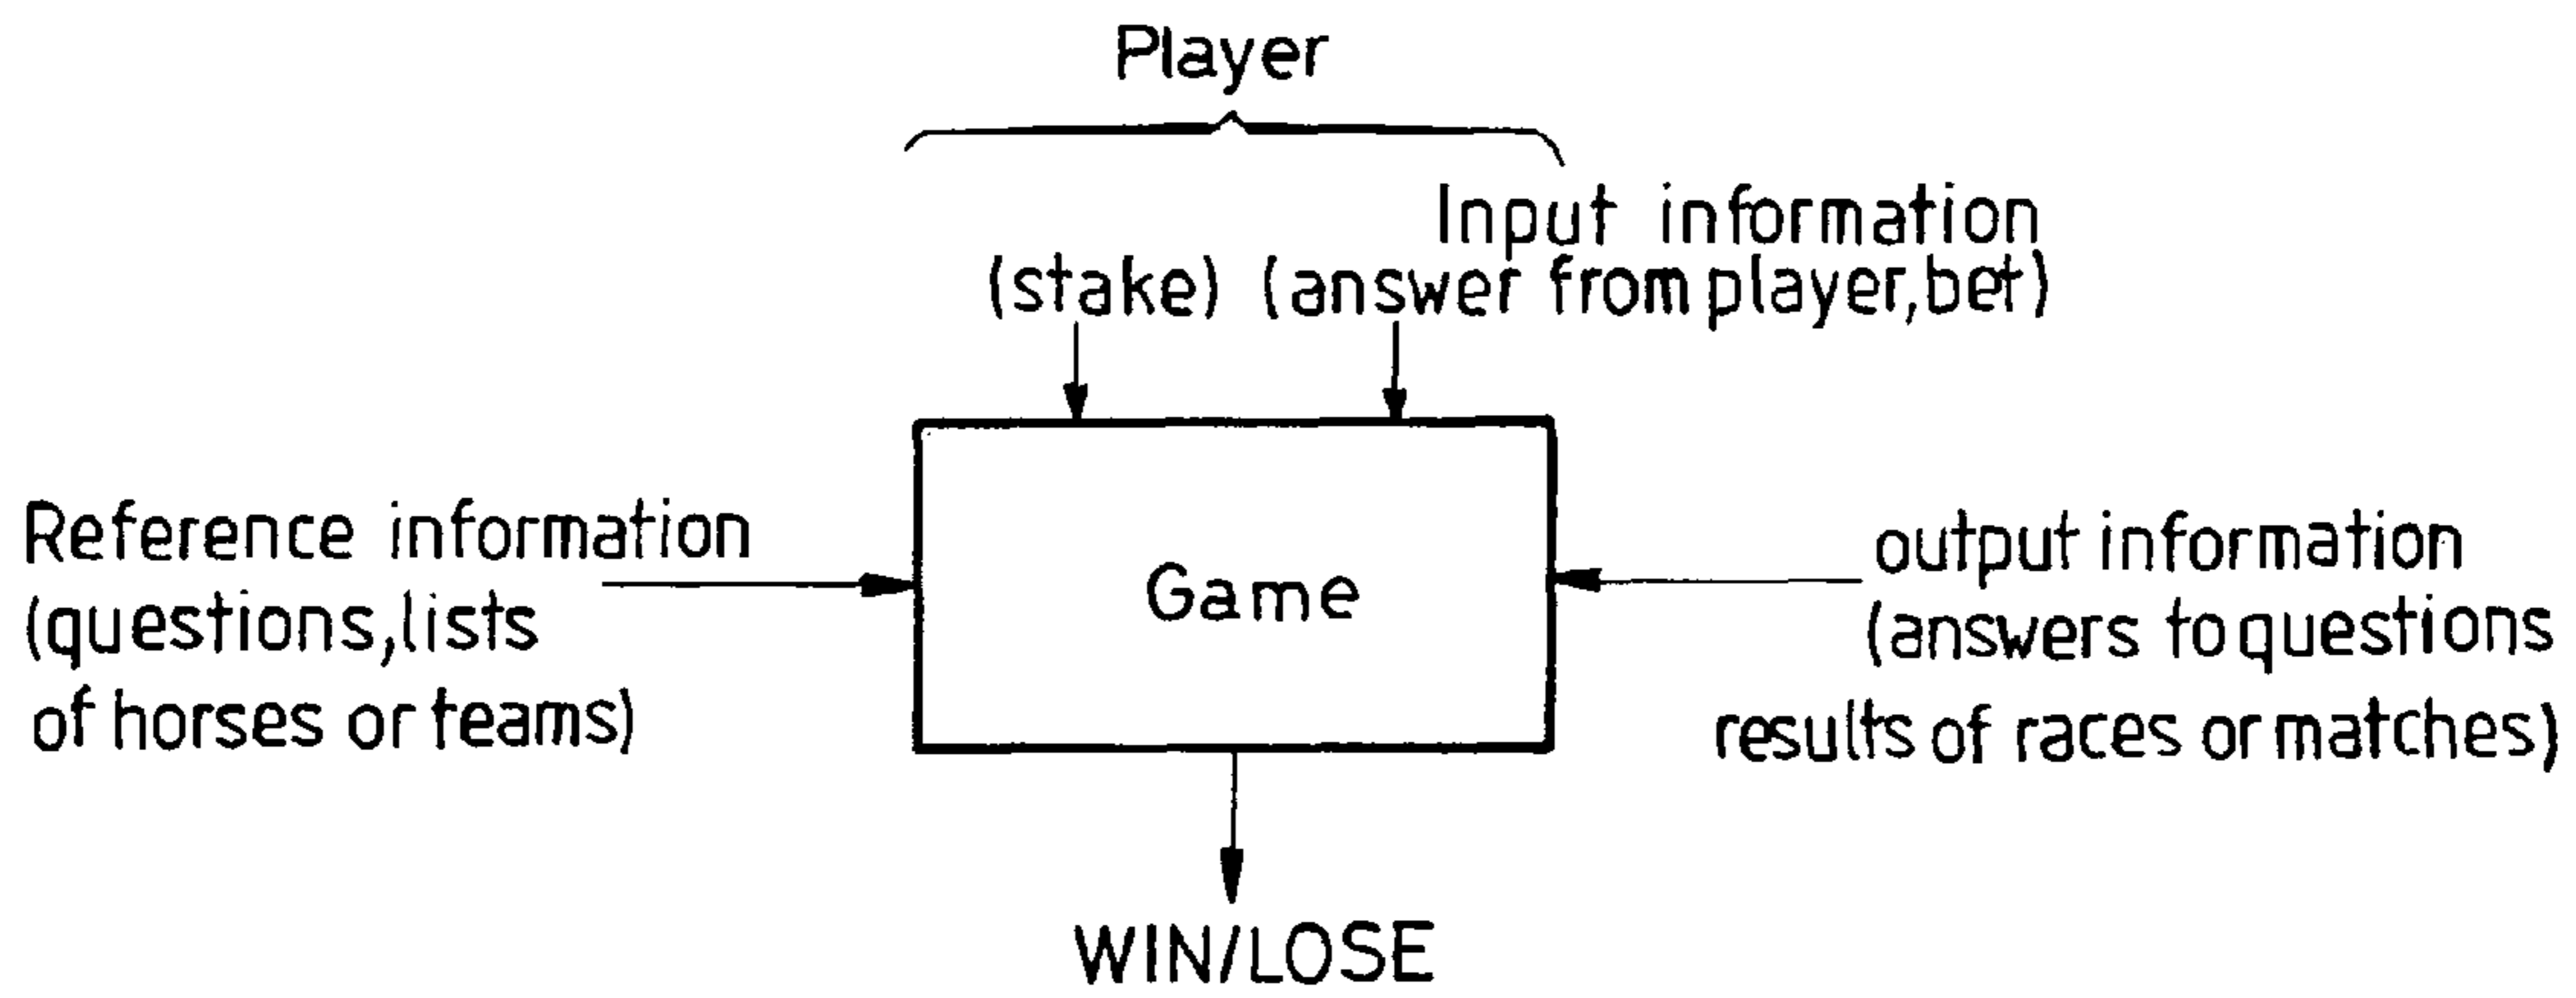 Player
Input information
(stake) (answer from player,bet)
Reference information
(questions,lists
of horses or teams)
Game
output information
(answers to questions
results of races or matches)
WIN/LOSE